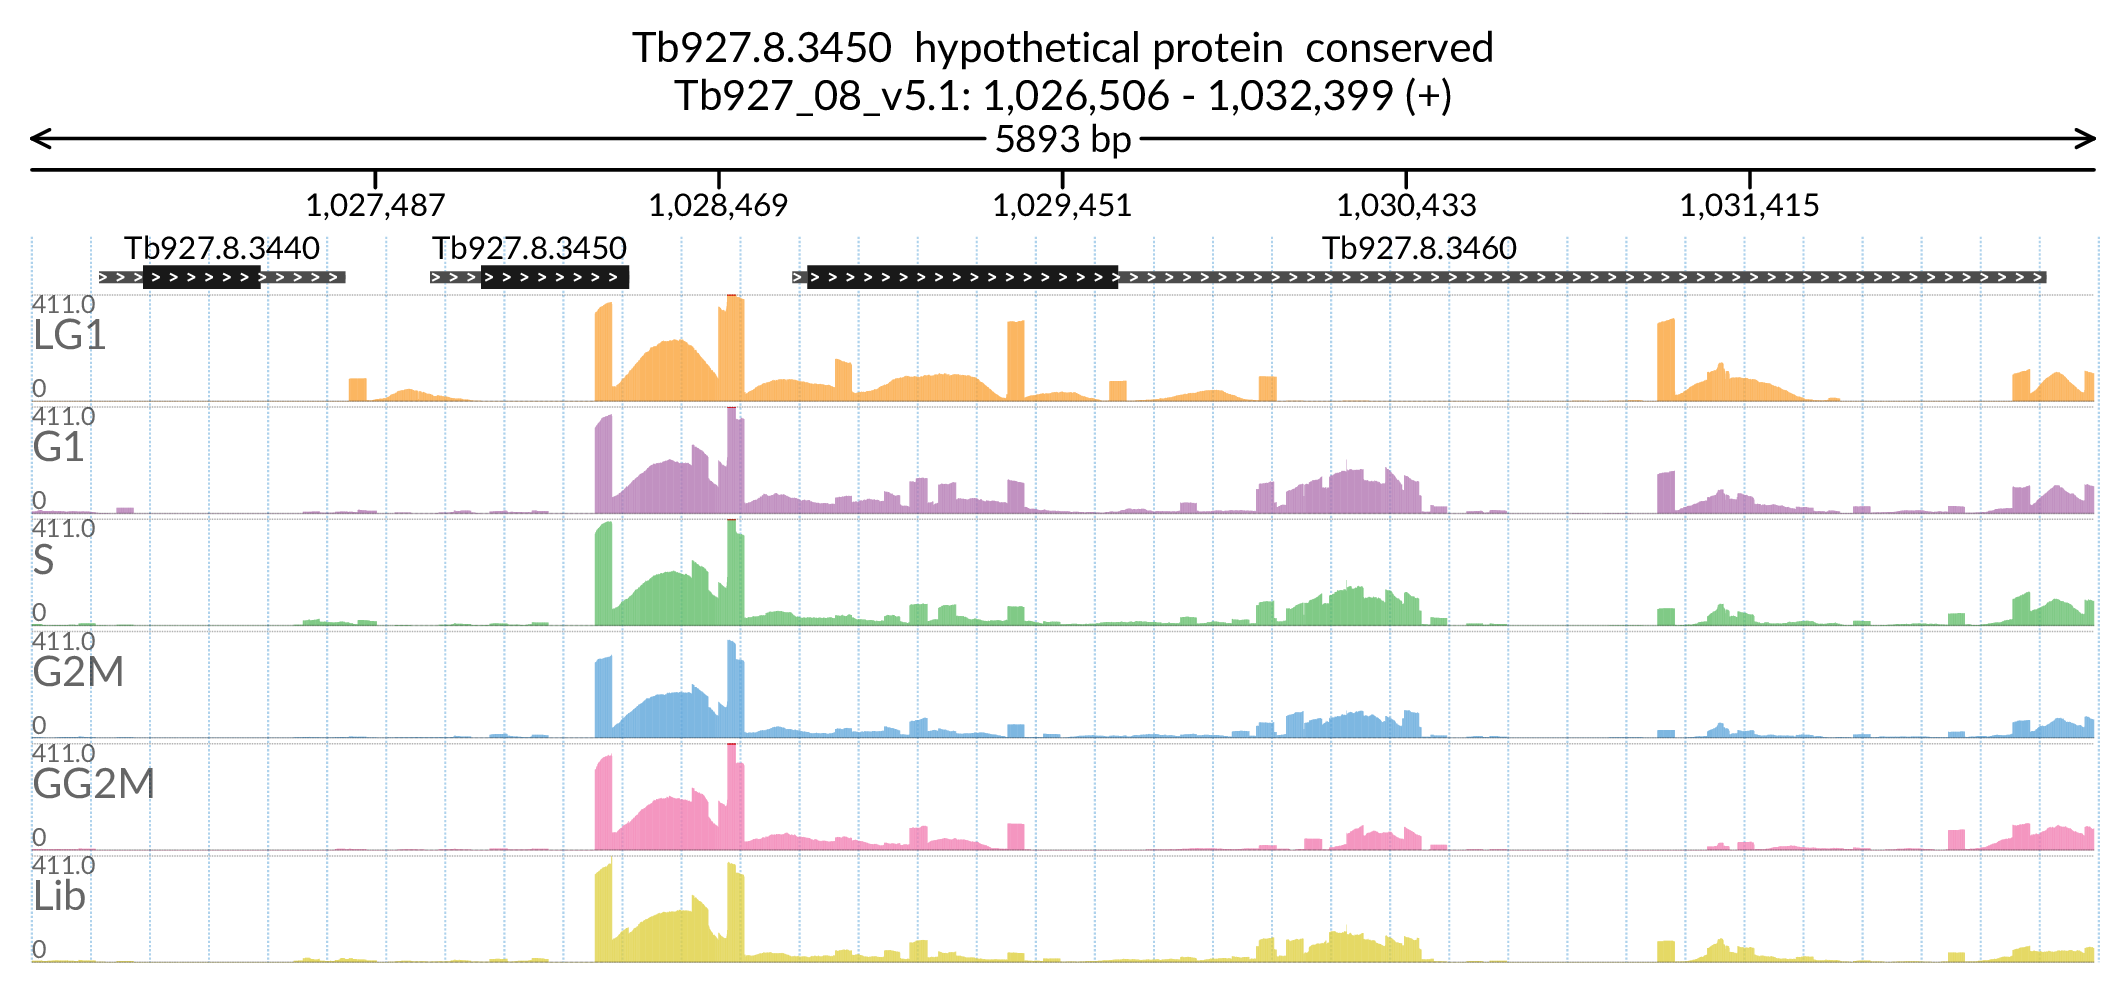 Tb927.8.3450 hypothetical protein conserved
Tb927_08_v5.1: 1,026,506 - 1,032,399 (+)
5893 bp
1,027,487 1,028,469 1,029,451 1,030,433 1,031,415
Tb927.8.3440 Tb927.8.3450 Tb927.8.3460
411.0
LG1
0
411.0
G1
0
411.0
S
0
411.0
G2M
0
411.0
GG2M
0
411.0
Lib
0